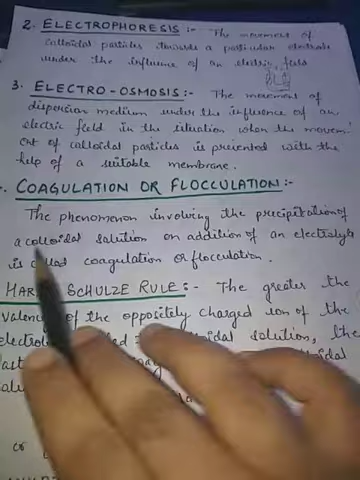 2. ELECTROPHORESIS :- The movement of
colloidal particles towards a particular electrode
under the influence of an electric field
3. ELECTRO-OSMOSIS:- The movement of
dispersion medium under the influence of an
electric field in the situation when the movem-
ent of colloidal particles is prevented with the
help of a suitable membrane.
COAGULATION OR FLOCCULATION:-
The phenomenon involving the precipitation of
a colloidal solution on addition of an electrolyte
is called coagulation or flocculation.
SCHULZE RULE:- The greater the
valency of the oppositely charged ion of the
colloidal solution, the
or